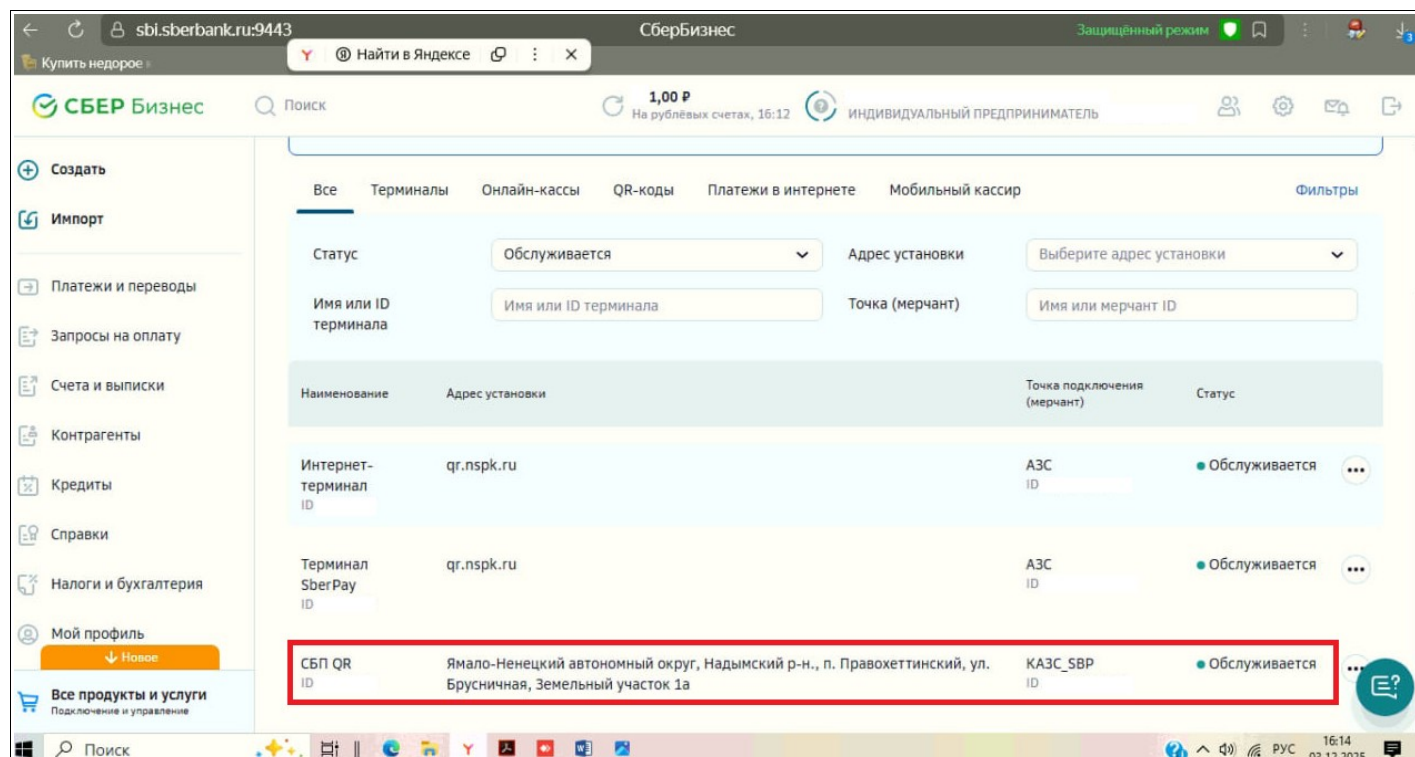 sbi.sberbank.ru:9443
СберБизнес
Защищённый режим
Купить недорое
Найти в Яндексе
СБЕР Бизнес
Поиск
1,00 ₽
На рублёвых счетах, 16:12
ИНДИВИДУАЛЬНЫЙ ПРЕДПРИНИМАТЕЛЬ
Создать
Импорт
Платежи и переводы
Запросы на оплату
Счета и выписки
Контрагенты
Кредиты
Справки
Налоги и бухгалтерия
Мой профиль
Новое
Все продукты и услуги
Подключение и управление
Все Терминалы Онлайн-кассы QR-коды Платежи в интернете Мобильный кассир Фильтры
Статус Обслуживается Адрес установки Выберите адрес установки
Имя или ID
терминала
Имя или ID терминала Точка (мерчант) Имя или мерчант ID
Наименование Адрес установки
Точка подключения
(мерчант)
Статус
Интернет-
терминал
ID
qr.nspk.ru
АЗС
ID
Обслуживается
Терминал
SberPay
ID
qr.nspk.ru
АЗС
ID
Обслуживается
СБП QR
ID
Ямало-Ненецкий автономный округ, Надымский р-н., п. Правохеттинский, ул.
Брусничная, Земельный участок 1а
КАЗС_SBP
ID
Обслуживается
Поиск
РУС
16:14